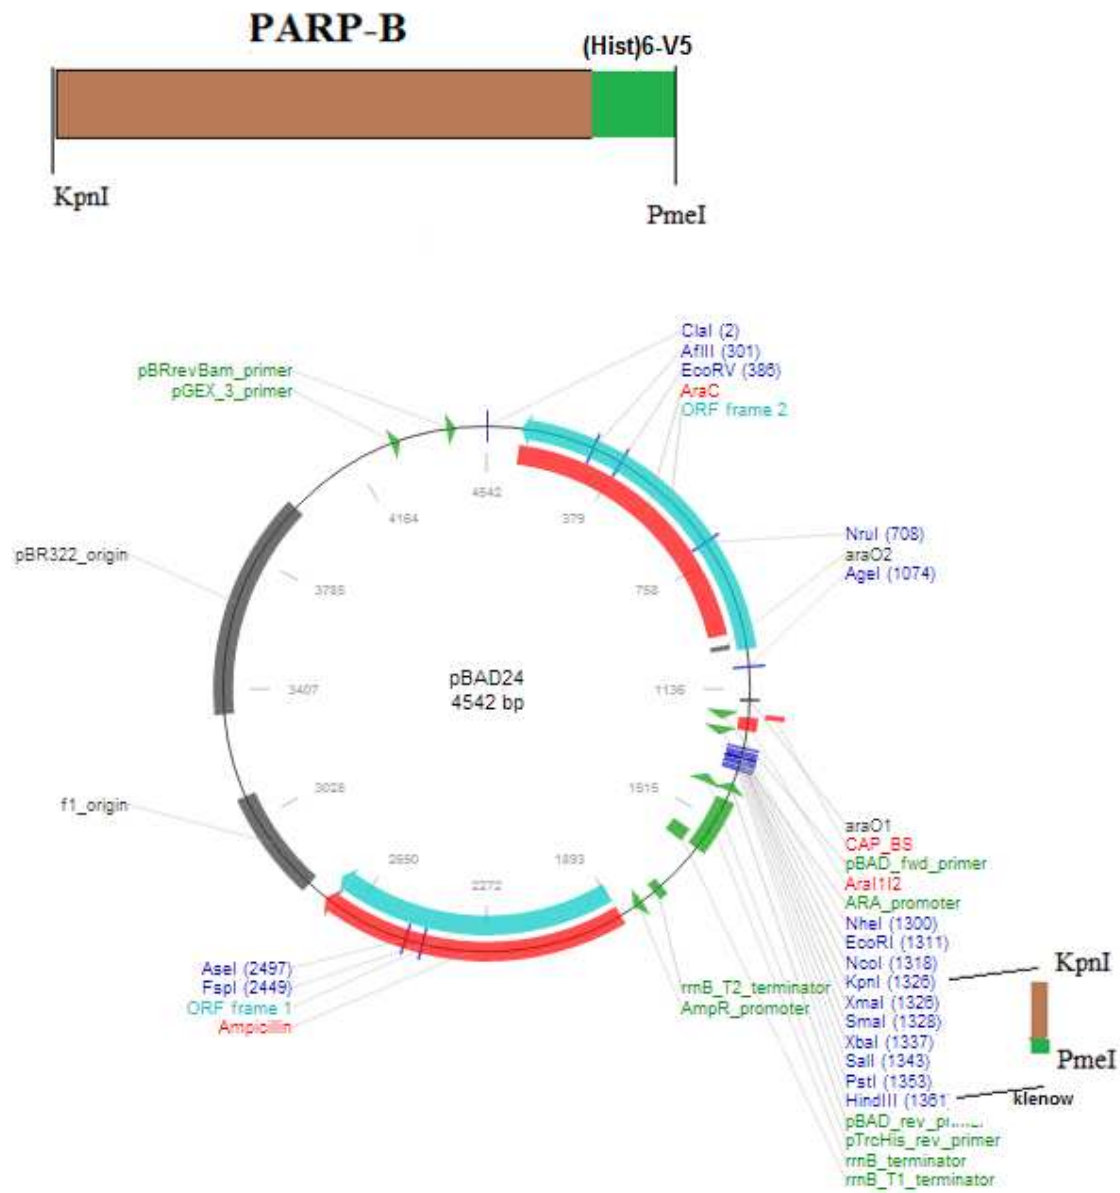 PARP-B
(Hist)6-V5
KpnI
PmeI
ClaI (2)
AflII (301)
EcoRV (386)
AraC
ORF frame 2
pBRrevBam_primer
pGEX_3_primer
4542
4164
379
NruI (708)
araO2
AgeI (1074)
pBR322_origin
3785
758
pBAD24
4542 bp
3407
1136
f1_origin
3028
1515
2650
2272
1893
araO1
CAP_BS
pBAD_fwd_primer
AraI1I2
ARA_promoter
NheI (1300)
EcoRI (1311)
NcoI (1318)
KpnI (1326)
XmaI (1326)
SmaI (1328)
XbaI (1337)
SalI (1343)
PstI (1353)
HindIII (1361)
pTrcHis_rev_primer
rrnB_terminator
rrnB_T1_terminator
KpnI
PmeI
klenow
AseI (2497)
FspI (2449)
ORF frame 1
Ampicillin
rrnB_T2_terminator
AmpR_promoter